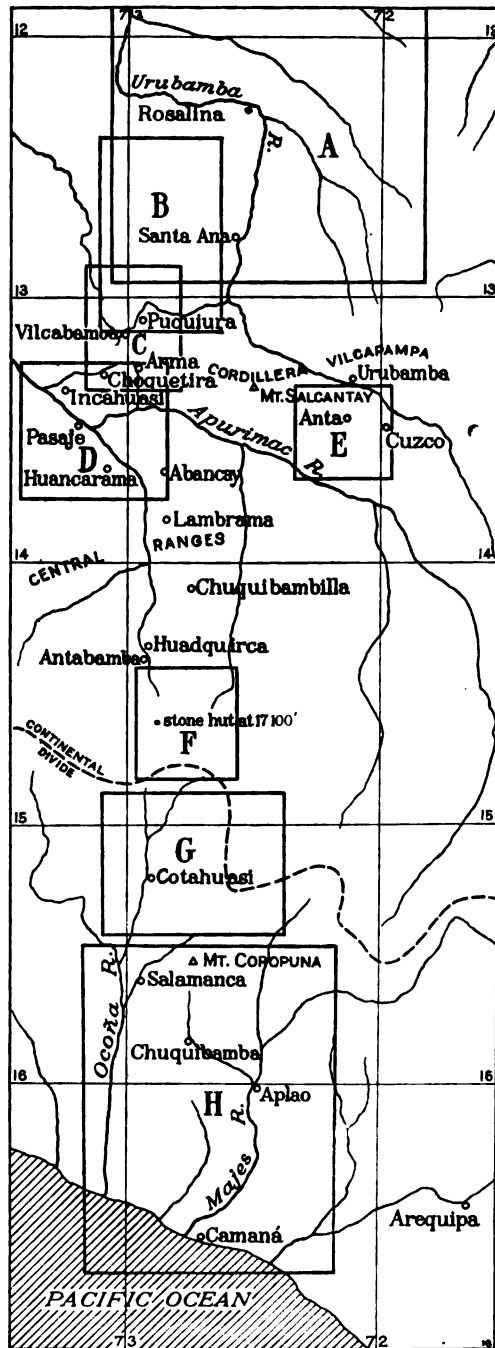 73
72
12
12
Urubamba
Rosalina
R.
A
B
Santa Ana
13
13
Puquiura
Vilcabamba
C
Arma
Choquetira
CORDILLERA
VILCAPAMPA
Urubamba
Incahuasi
MT. SALCANTAY
Anta
Pasaje
Apurimac R.
E
Cuzco
D
Huancarama
Abancay
Lambrama
CENTRAL
RANGES
14
14
Chuquibambilla
Huadquirca
Antabamba
stone hut at 17100'
F
CONTINENTAL
DIVIDE
15
15
G
Cotahuasi
MT. COROPUNA
Salamanca
Ocoña R.
Chuquibamba
16
16
Aplao
H
Majes R.
Arequipa
Camaná
PACIFIC OCEAN
73
72